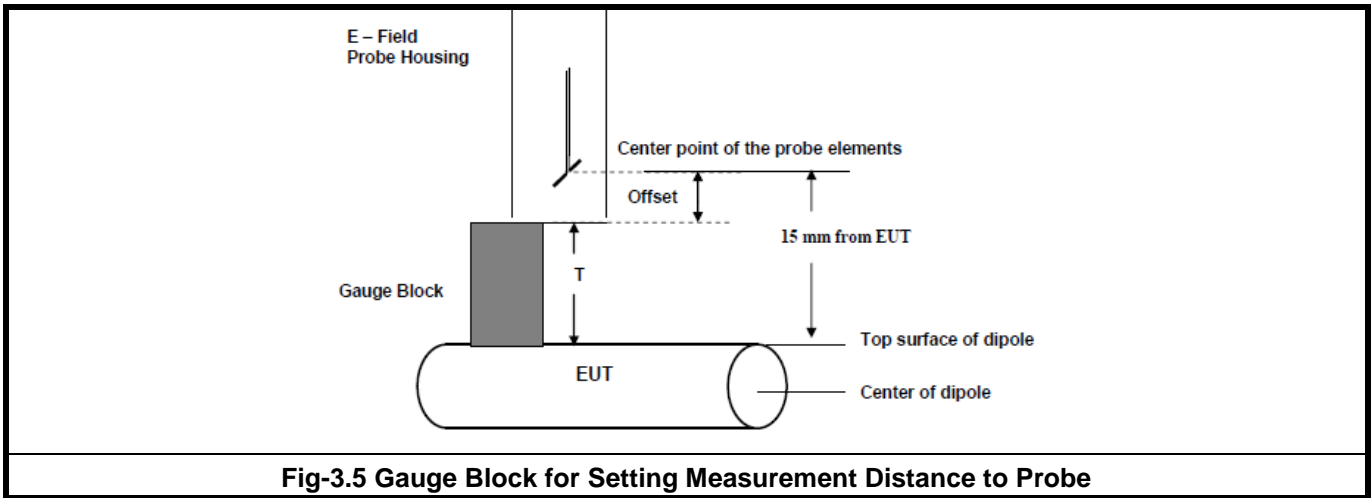 E – Field
Probe Housing
Center point of the probe elements
Offset
15 mm from EUT
T
Gauge Block
Top surface of dipole
EUT
Center of dipole
Fig-3.5 Gauge Block for Setting Measurement Distance to Probe